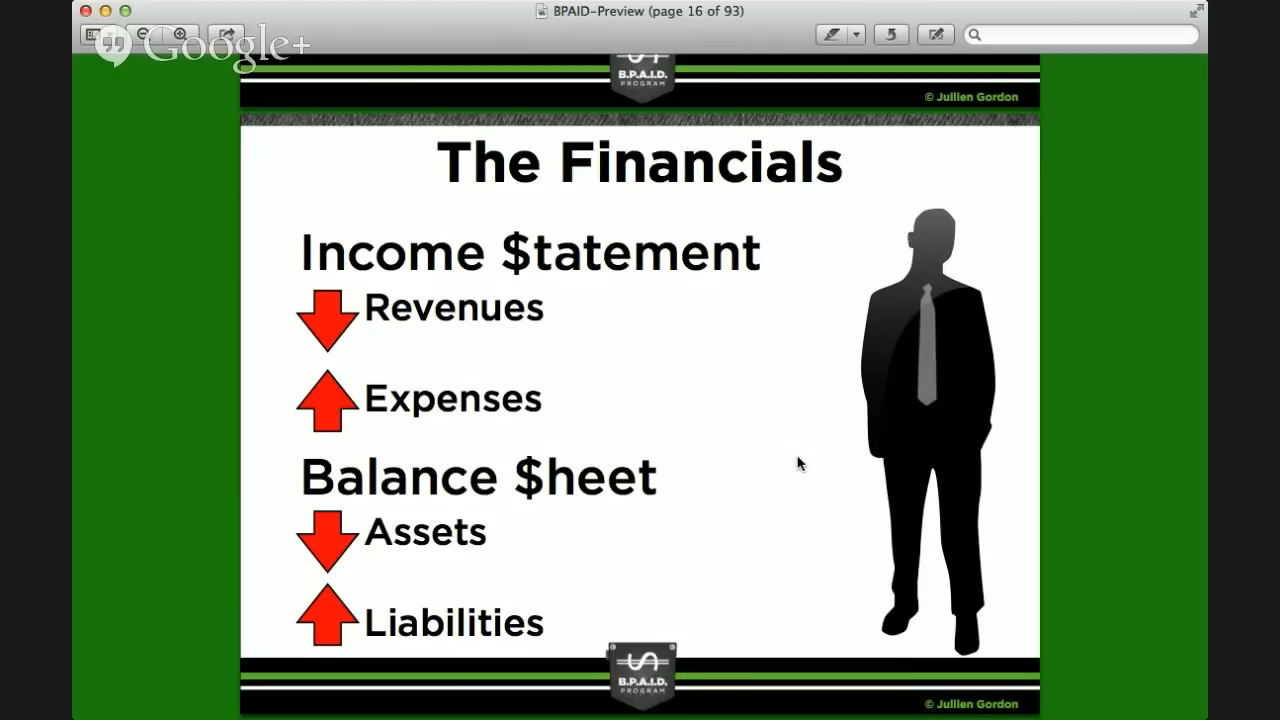 BPAID-Preview (page 16 of 93)
Google+
B.P.A.I.D.
PROGRAM
© Jullien Gordon
The Financials
Income $tatement
Revenues
Expenses
Balance $heet
Assets
Liabilities
B.P.A.I.D.
PROGRAM
© Jullien Gordon